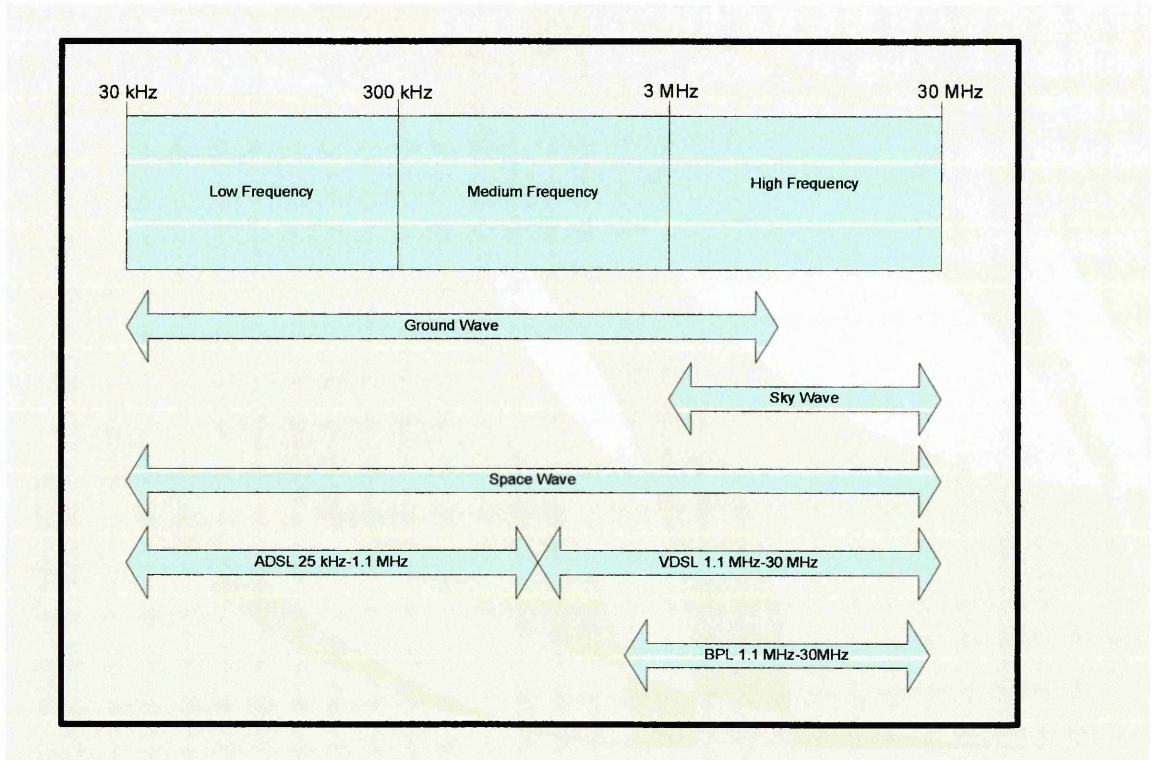 30 kHz 300 kHz 3 MHz 30 MHz
Low Frequency Medium Frequency High Frequency
Ground Wave
Sky Wave
Space Wave
ADSL 25 kHz-1.1 MHz VDSL 1.1 MHz-30 MHz
BPL 1.1 MHz-30MHz